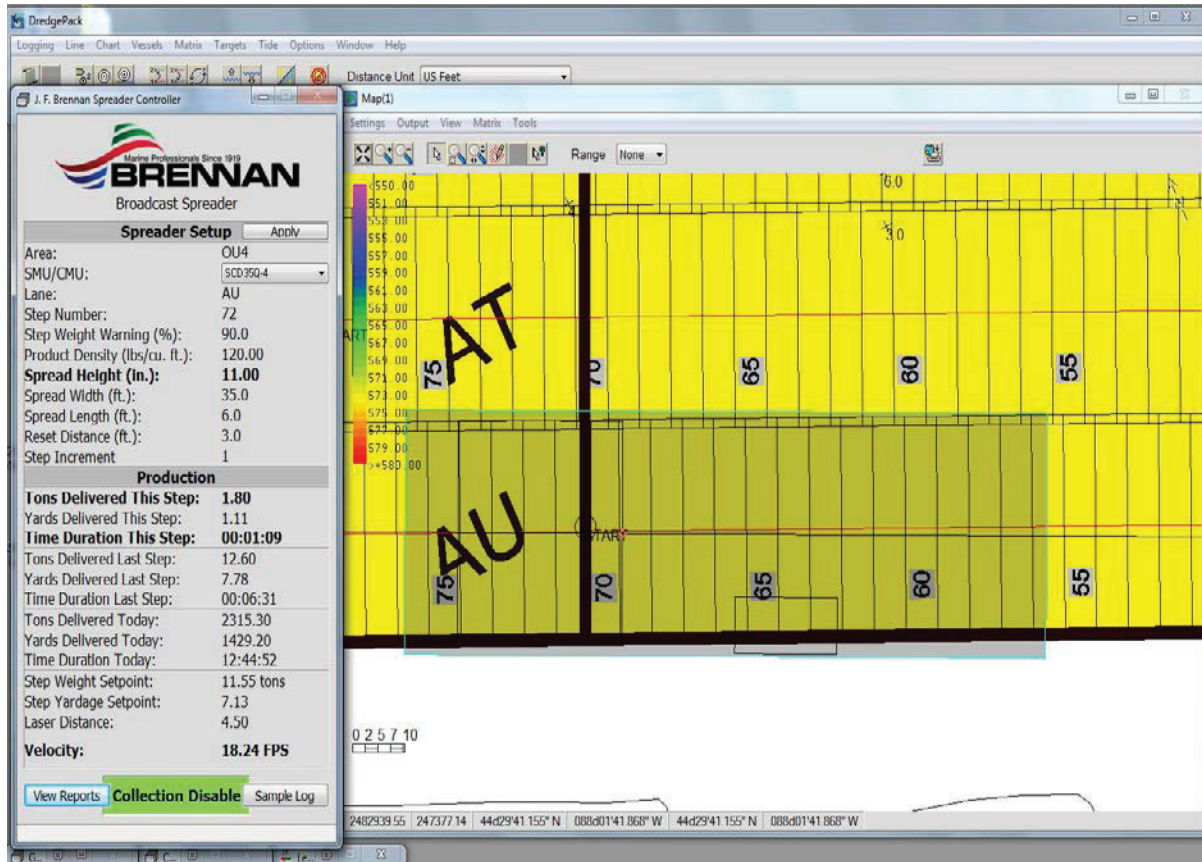 DredgePack
Logging Line Chart Vessels Matrix Targets Tide Options Window Help
Distance Unit US Feet
J. F. Brennan Spreader Controller
Marine Professionals Since 1919
BRENNAN
Broadcast Spreader
Spreader Setup Apply
Area: OU4
SMU/CMU: SCD35Q-4
Lane: AU
Step Number: 72
Step Weight Warning (%): 90.0
Product Density (lbs/cu. ft.): 120.00
Spread Height (in.): 11.00
Spread Width (ft.): 35.0
Spread Length (ft.): 6.0
Reset Distance (ft.): 3.0
Step Increment 1
Production
Tons Delivered This Step: 1.80
Yards Delivered This Step: 1.11
Time Duration This Step: 00:01:09
Tons Delivered Last Step: 12.60
Yards Delivered Last Step: 7.78
Time Duration Last Step: 00:06:31
Tons Delivered Today: 2315.30
Yards Delivered Today: 1429.20
Time Duration Today: 12:44:52
Step Weight Setpoint: 11.55 tons
Step Yardage Setpoint: 7.13
Laser Distance: 4.50
Velocity: 18.24 FPS
View Reports Collection Disable Sample Log
Map(1)
Settings Output View Matrix Tools
Range None
<550.00
551.00
553.00
555.00
557.00
559.00
561.00
563.00
565.00
567.00
569.00
571.00
573.00
575.00
577.00
579.00
>=580.00
6.0
3.0
AT
75 70 65 60 55
AU
75 70 65 60 55
0 2 5 7 10
2482939.55 247377.14 44d29'41.155" N 088d01'41.868" W 44d29'41.155" N 088d01'41.868" W